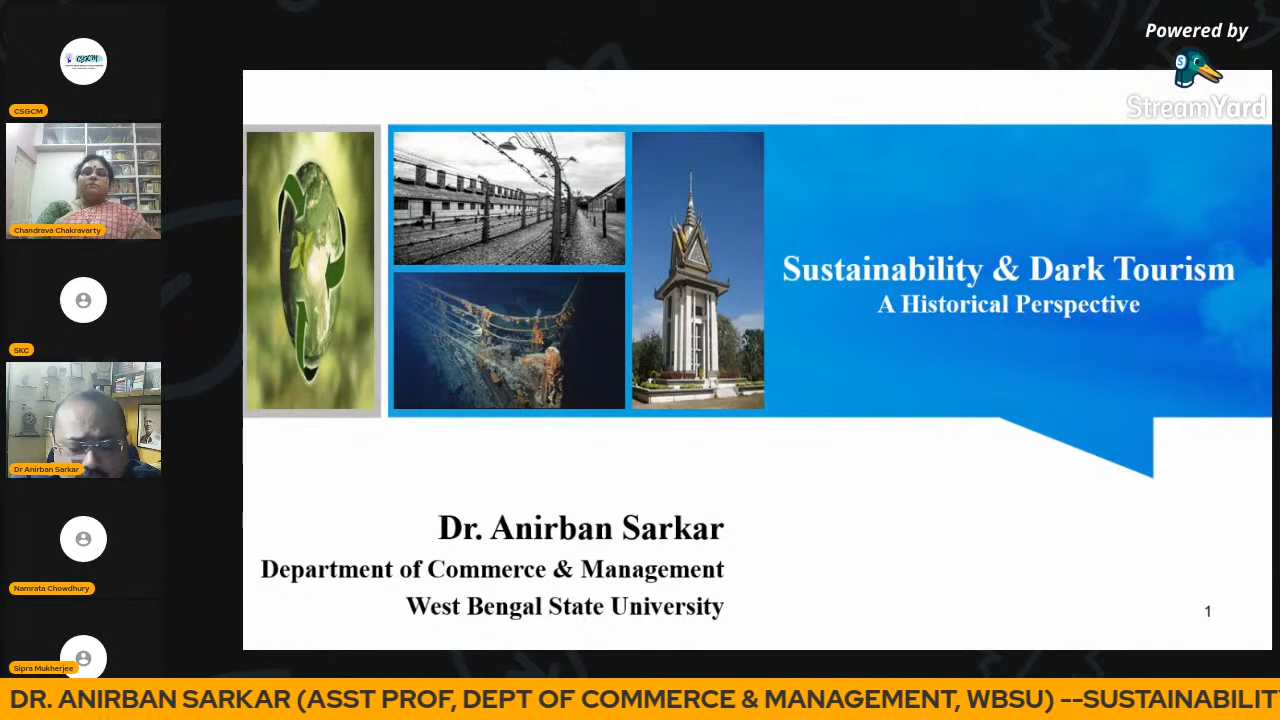 Powered by
StreamYard
CSGCM
CSGCM
Chandrava Chakravarty
SKC
Dr Anirban Sarkar
Namrata Chowdhury
Sipra Mukherjee
Sustainability & Dark Tourism
A Historical Perspective
Dr. Anirban Sarkar
Department of Commerce & Management
West Bengal State University
1
DR. ANIRBAN SARKAR (ASST PROF, DEPT OF COMMERCE & MANAGEMENT, WBSU) --SUSTAINABILIT